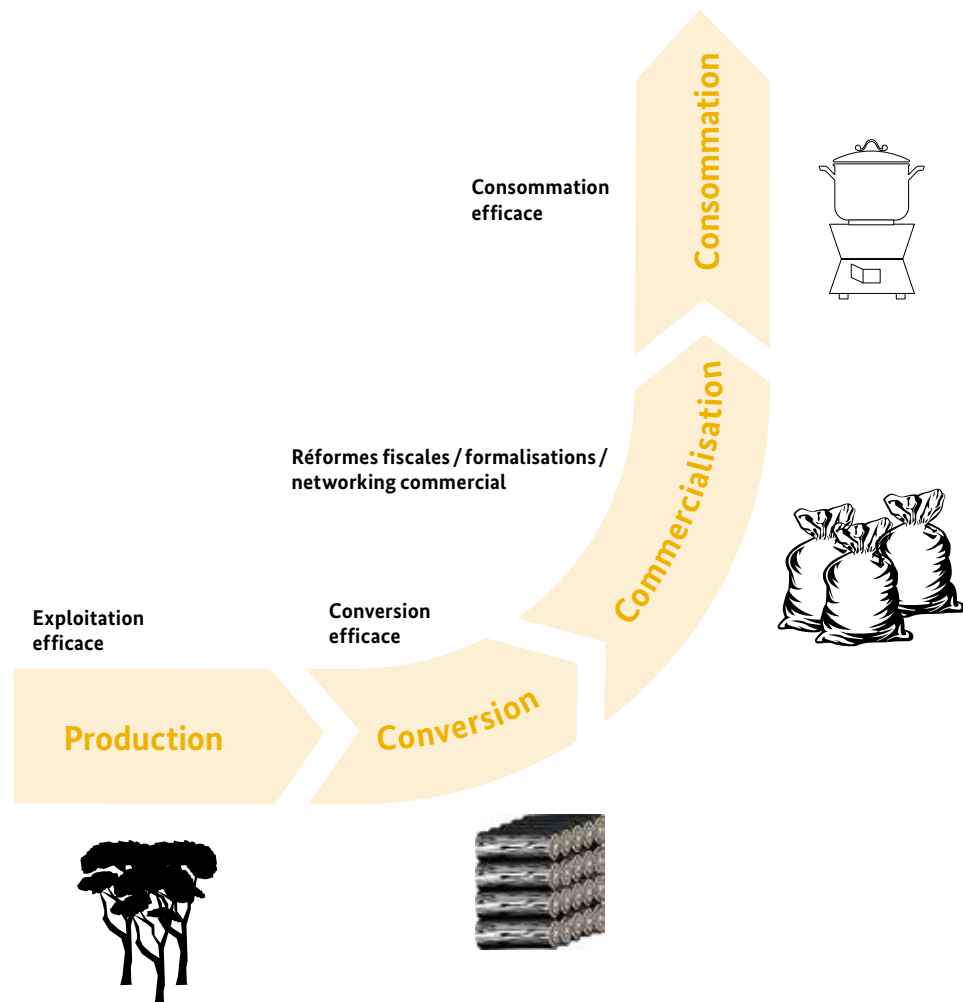 Consommation
Consommation
efficace
Commercialisation
Réformes fiscales / formalisations /
networking commercial
Conversion
efficace
Exploitation
efficace
Production
Conversion